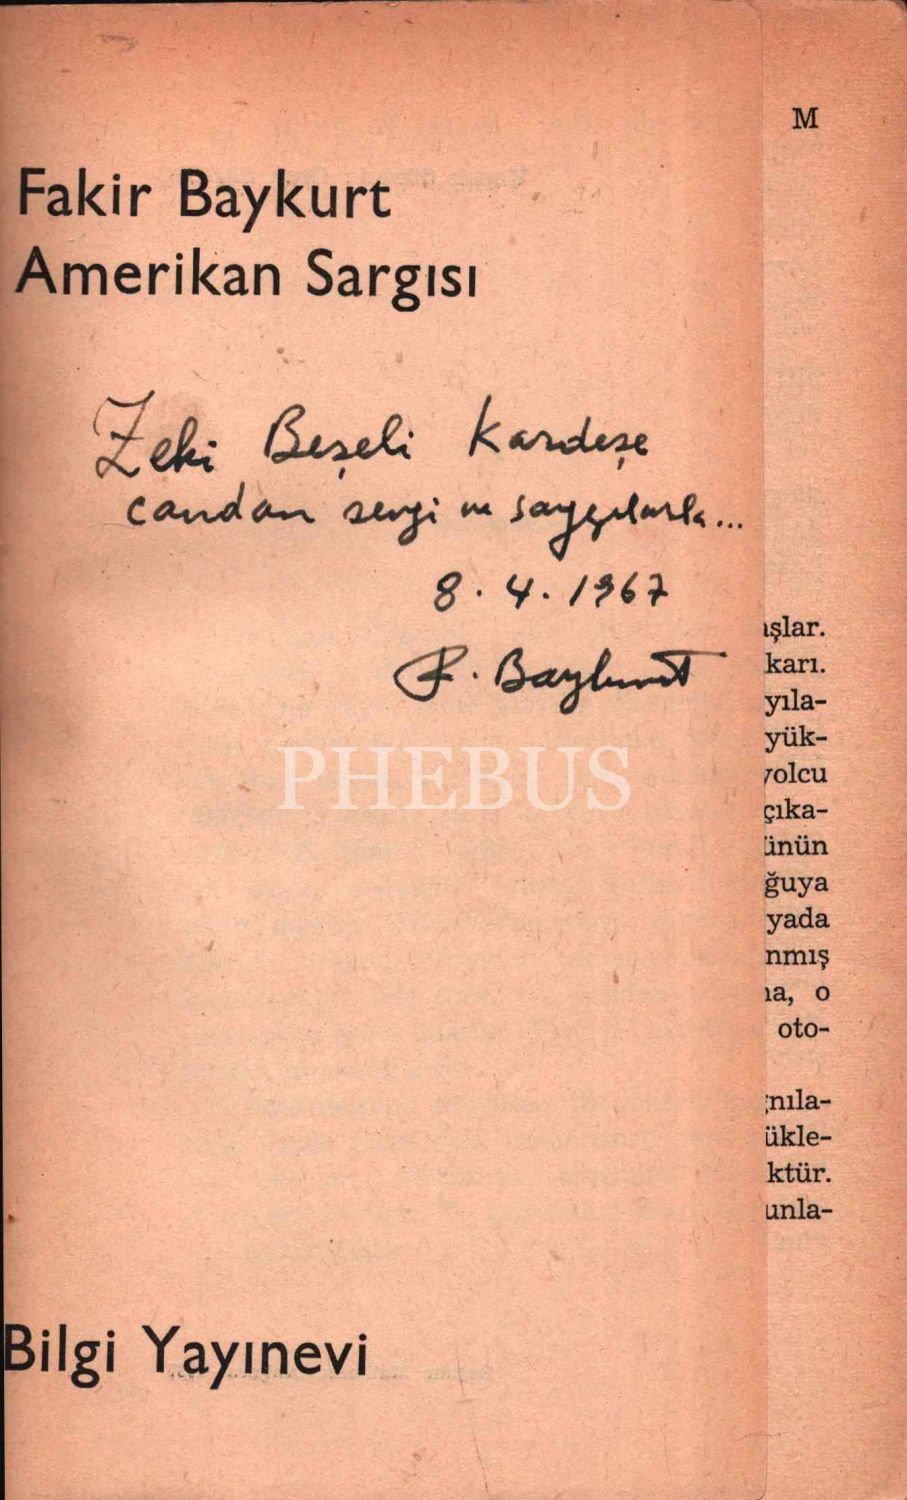 M
Fakir Baykurt
Amerikan Sargısı
Zeki Beşeli Kardeşe
candan sevgi ve saygılarla...
8.4.1967
F. Baykurt
PHEBUS
ışlar.
karı.
yıla-
yük-
yolcu
çıka-
ünün
ğuya
yada
nmış
na, o
oto-
ğnıla-
ükle-
ktür.
unla-
Bilgi Yayınevi